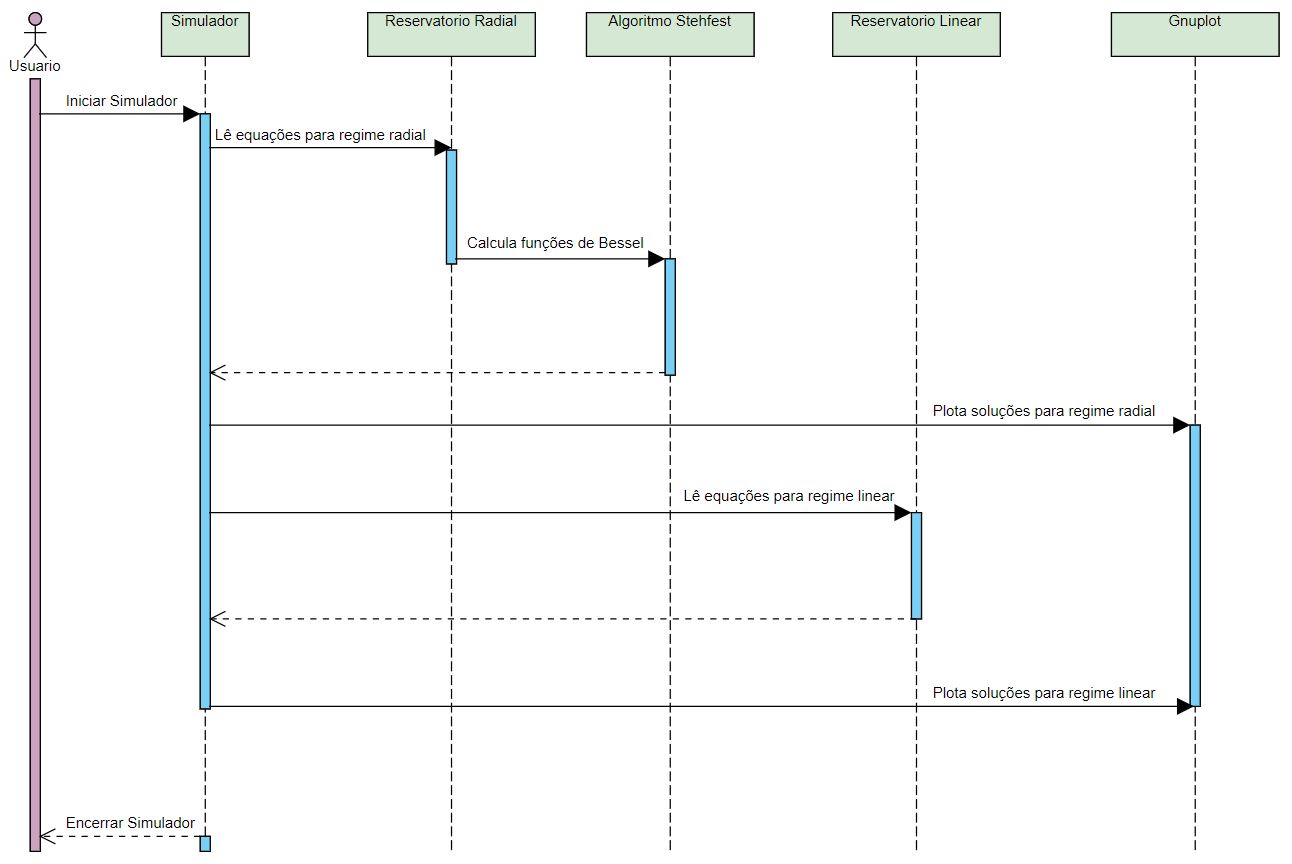 Simulador
Reservatorio Radial
Algoritmo Stehfest
Reservatorio Linear
Gnuplot
Usuario
Iniciar Simulador
Lê equações para regime radial
Calcula funções de Bessel
Plota soluções para regime radial
Lê equações para regime linear
Plota soluções para regime linear
Encerrar Simulador